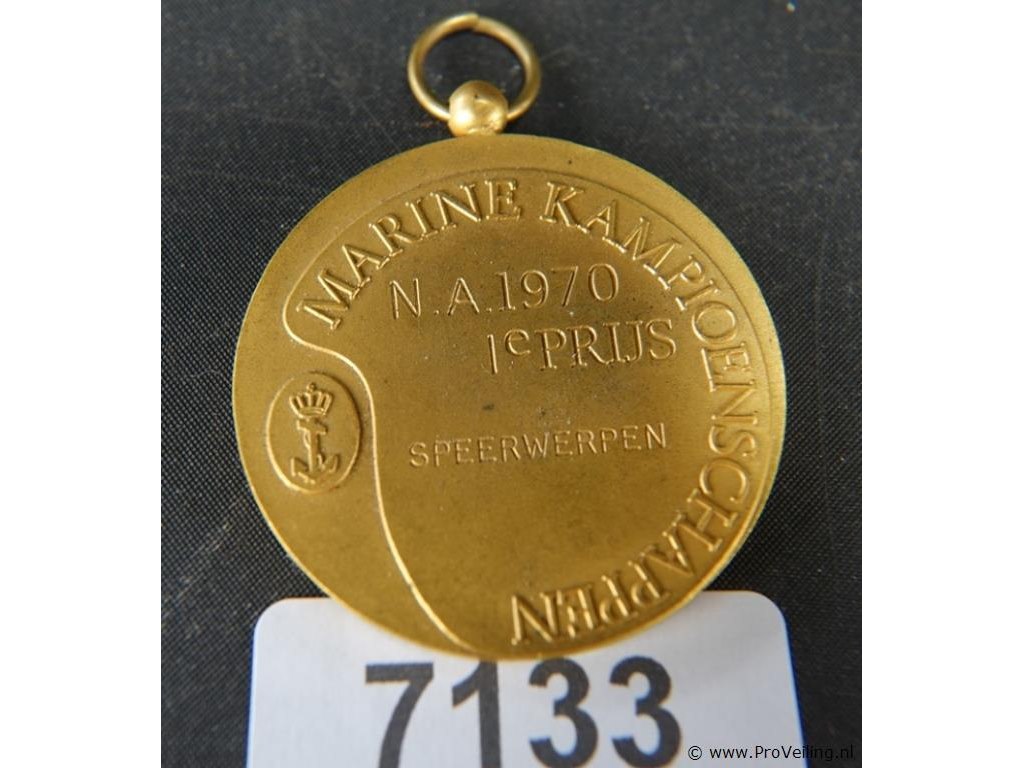 MARINE KAMPIOENSCHAPPEN
N.A.1970
1e PRIJS
SPEERWERPEN
7133
© www.ProVeiling.nl